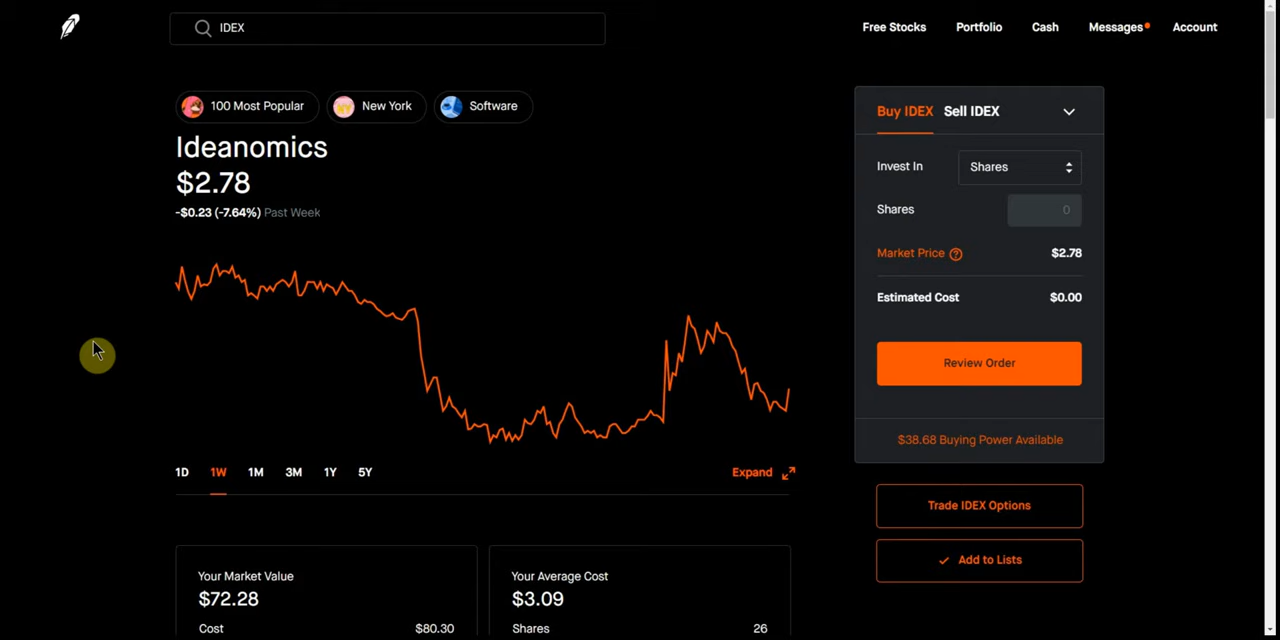 IDEX
Free Stocks
Portfolio
Cash
Messages
Account
100 Most Popular
New York
Software
Ideanomics
$2.78
-$0.23 (-7.64%) Past Week
1D
1W
1M
3M
1Y
5Y
Expand
Buy IDEX
Sell IDEX
Invest In
Shares
Shares
0
Market Price ?
$2.78
Estimated Cost
$0.00
Review Order
$38.68 Buying Power Available
Trade IDEX Options
Add to Lists
Your Market Value
$72.28
Cost
$80.30
Your Average Cost
$3.09
Shares
26